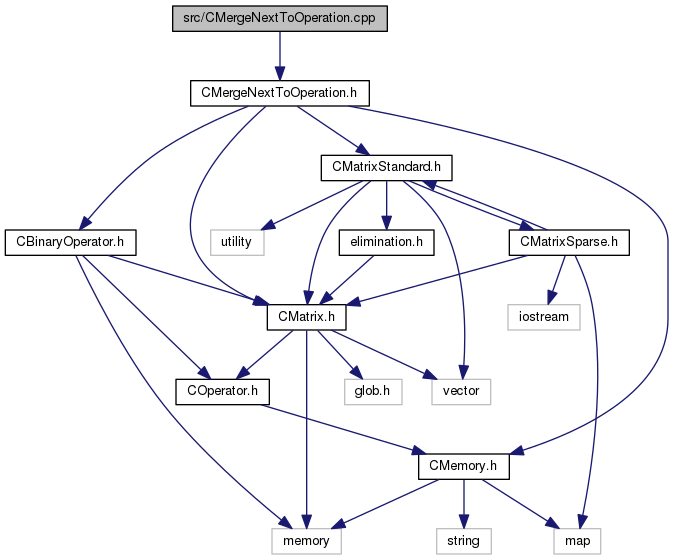 src/CMergeNextToOperation.cpp
CMergeNextToOperation.h
CMatrixStandard.h
CBinaryOperator.h
utility
elimination.h
CMatrixSparse.h
CMatrix.h
iostream
COperator.h
glob.h
vector
CMemory.h
memory
string
map